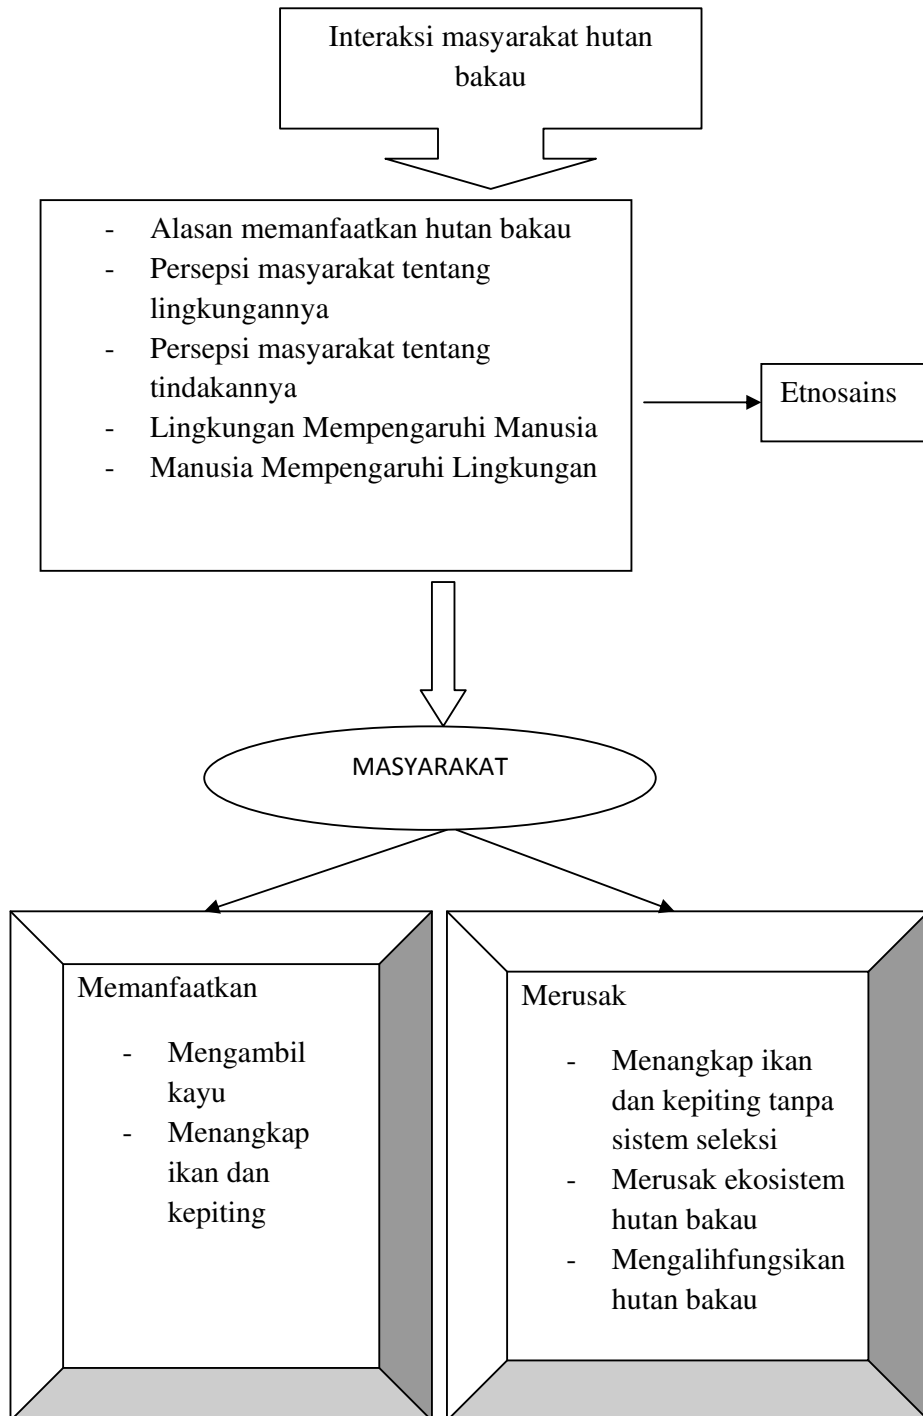 Interaksi masyarakat hutan
bakau
- Alasan memanfaatkan hutan bakau
- Persepsi masyarakat tentang
lingkungannya
- Persepsi masyarakat tentang
tindakannya
- Lingkungan Mempengaruhi Manusia
- Manusia Mempengaruhi Lingkungan
Etnosains
MASYARAKAT
Memanfaatkan
- Mengambil
kayu
- Menangkap
ikan dan
kepiting
Merusak
- Menangkap ikan
dan kepiting tanpa
sistem seleksi
- Merusak ekosistem
hutan bakau
- Mengalihfungsikan
hutan bakau